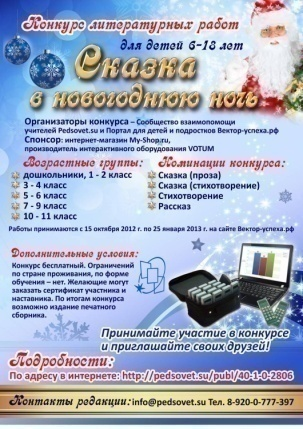 Конкурс литературных работ
для детей 6-18 лет
Сказка
в новогоднюю ночь
Организаторы конкурса – Сообщество взаимопомощи
учителей Pedsovet.su и Портал для детей и подростков Вектор-успеха.рф
Спонсор: интернет-магазин My-Shop.ru,
производитель интерактивного оборудования VOTUM
Возрастные группы:
дошкольники, 1 - 2 класс
3 - 4 класс
5 - 6 класс
7 - 9 класс
10 - 11 класс
Номинации конкурса:
Сказка (проза)
Сказка (стихотворение)
Стихотворение
Рассказ
Работы принимаются с 15 октября 2012 г. по 25 января 2013 г. на сайте Вектор-успеха.рф
Дополнительные условия:
Конкурс бесплатный. Ограничений
по стране проживания, по форме
обучения – нет. Желающие могут
заказать сертификат участника и
наставника. По итогам конкурса
возможно издание печатного
сборника.
Принимайте участие в конкурсе
и приглашайте своих друзей!
Подробности:
По адресу в интернете: http://pedsovet.su/publ/40-1-0-2806
Контакты редакции: info@pedsovet.su Тел. 8-920-0-777-397